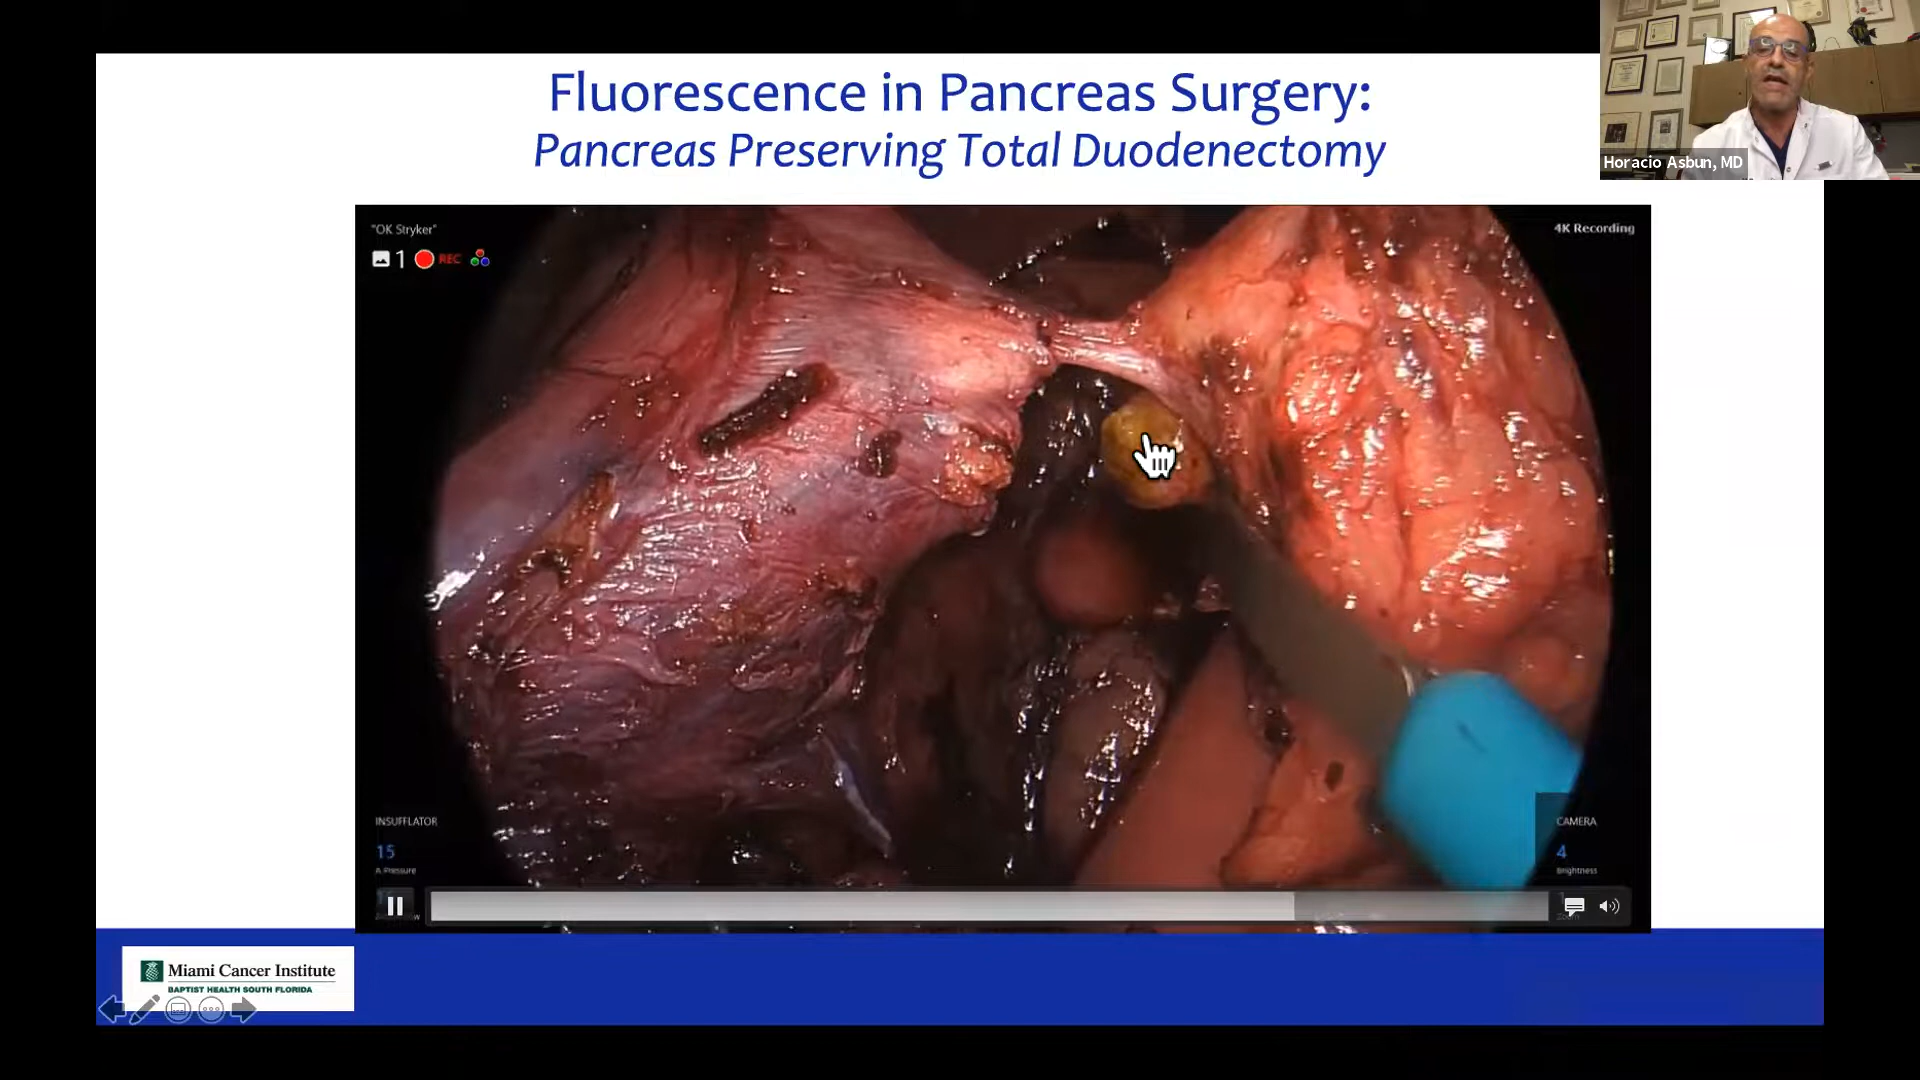 Fluorescence in Pancreas Surgery:
Pancreas Preserving Total Duodenectomy
Horacio Asbun, MD
"OK Stryker"
4K Recording
1 REC
INSUFFLATOR
15
A. Pressure
CAMERA
4
Brightness
Miami Cancer Institute
BAPTIST HEALTH SOUTH FLORIDA